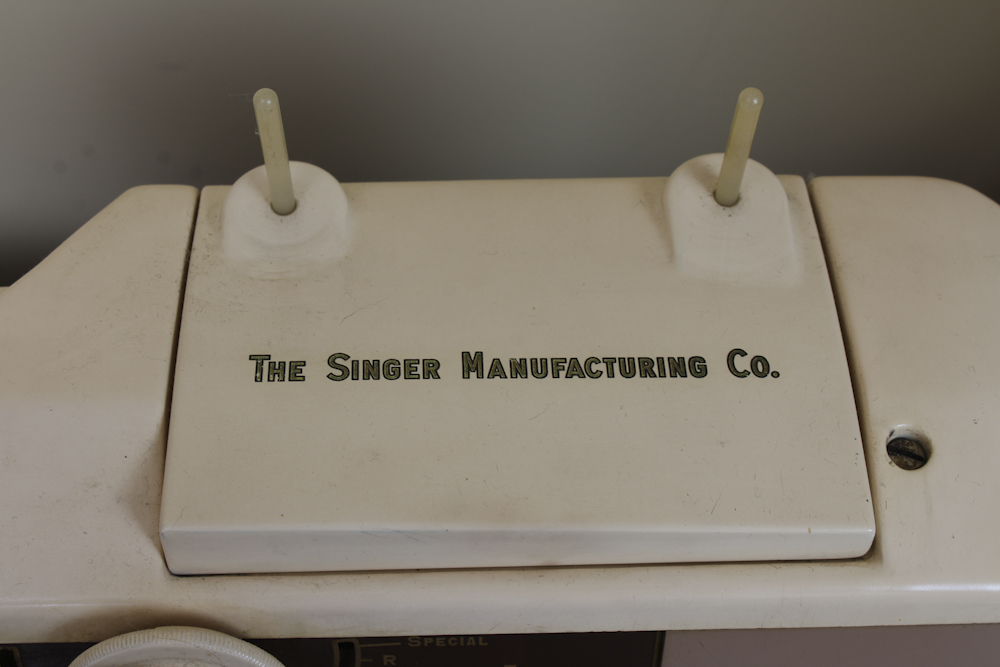 THE SINGER MANUFACTURING CO.
SPECIAL
R